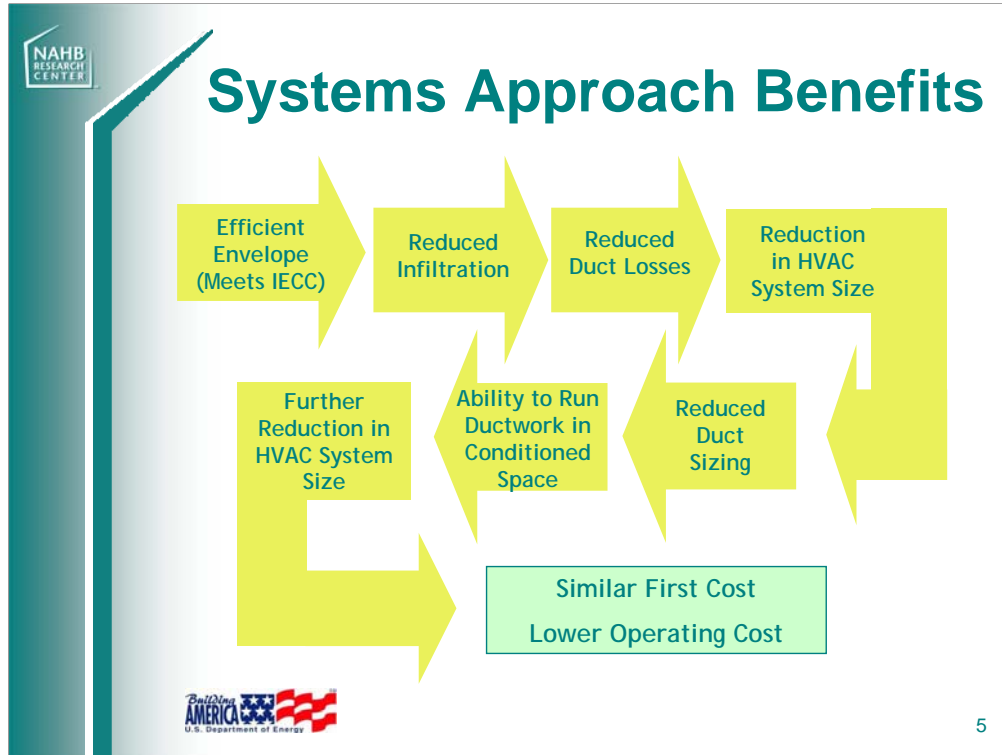 NAHB
RESEARCH
CENTER
Systems Approach Benefits
Efficient
Envelope
(Meets IECC)
Reduced
Infiltration
Reduced
Duct Losses
Reduction
in HVAC
System Size
Reduced
Duct
Sizing
Ability to Run
Ductwork in
Conditioned
Space
Further
Reduction in
HVAC System
Size
Similar First Cost
Lower Operating Cost
Building
AMERICA
U.S. Department of Energy
5